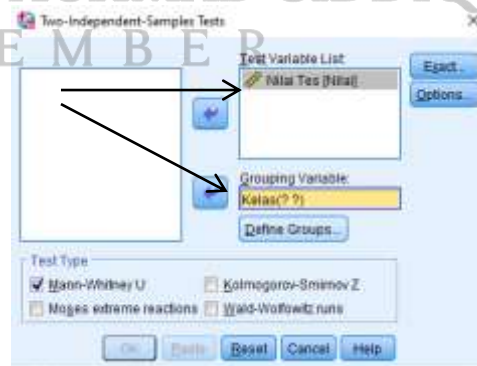 Two-Independent-Samples Tests
EMBER
Test Variable List:
Nilai Tes [Nilai]
Exact...
Options...
Grouping Variable:
Kelas(? ?)
Define Groups...
Test Type
Mann-Whitney U
Kolmogorov-Smirnov Z
Moses extreme reactions
Wald-Wolfowitz runs
OK
Paste
Reset
Cancel
Help